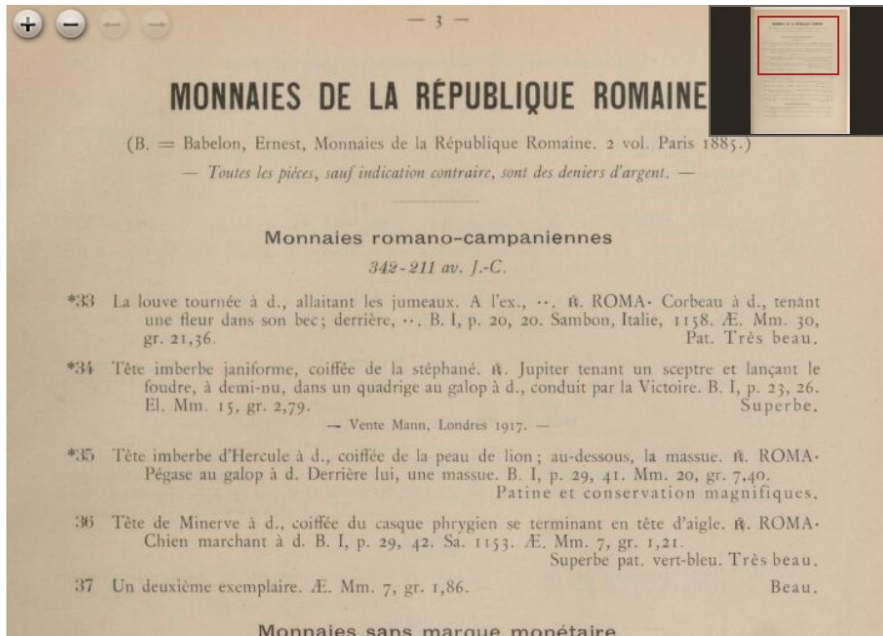 — 3 —
MONNAIES DE LA RÉPUBLIQUE ROMAINE
(B. = Babelon, Ernest, Monnaies de la République Romaine. 2 vol. Paris 1885.)
— Toutes les pièces, sauf indication contraire, sont des deniers d'argent. —
Monnaies romano-campaniennes
342-211 av. J.-C.
*33 La louve tournée à d., allaitant les jumeaux. A l'ex., ··. ꝶ. ROMA· Corbeau à d., tenant
une fleur dans son bec; derrière, ··. B. I, p. 20, 20. Sambon, Italie, 1158. Æ. Mm. 30,
gr. 21,36. Pat. Très beau.
*34 Tête imberbe janiforme, coiffée de la stéphané. ꝶ. Jupiter tenant un sceptre et lançant le
foudre, à demi-nu, dans un quadrige au galop à d., conduit par la Victoire. B. I, p. 23, 26.
El. Mm. 15, gr. 2,79. Superbe.
— Vente Mann, Londres 1917. —
*35 Tête imberbe d'Hercule à d., coiffée de la peau de lion; au-dessous, la massue. ꝶ. ROMA·
Pégase au galop à d. Derrière lui, une massue. B. I, p. 29, 41. Mm. 20, gr. 7,40.
Patine et conservation magnifiques.
36 Tête de Minerve à d., coiffée du casque phrygien se terminant en tête d'aigle. ꝶ. ROMA·
Chien marchant à d. B. I, p. 29, 42. Sa. 1153. Æ. Mm. 7, gr. 1,21.
Superbe pat. vert-bleu. Très beau.
37 Un deuxième exemplaire. Æ. Mm. 7, gr. 1,86. Beau.
Monnaies sans marque monétaire